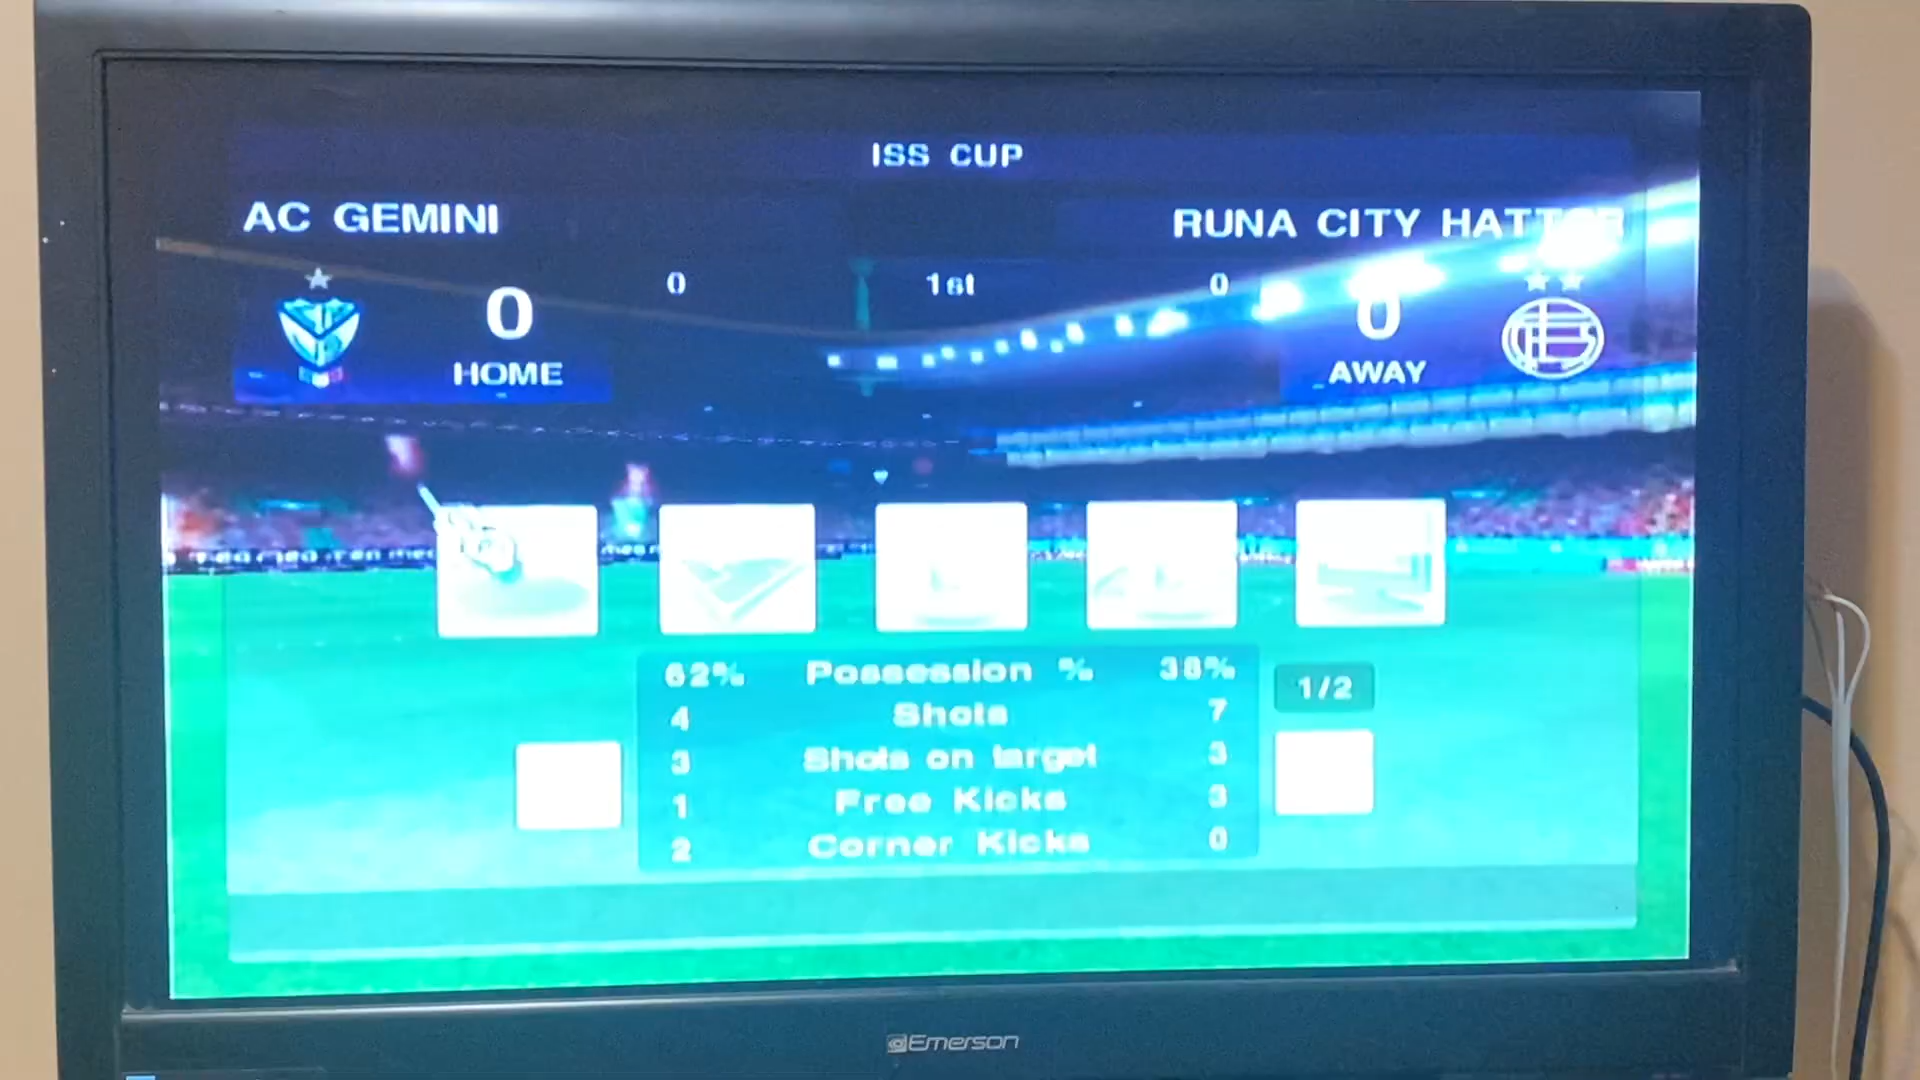 ISS CUP
AC GEMINI
RUNA CITY
0 0 1st 0 0
HOME AWAY
62% Possession % 38%
4 Shots 7
3 Shots on target 3
1 Free Kicks 3
2 Corner Kicks 0
1/2
Emerson